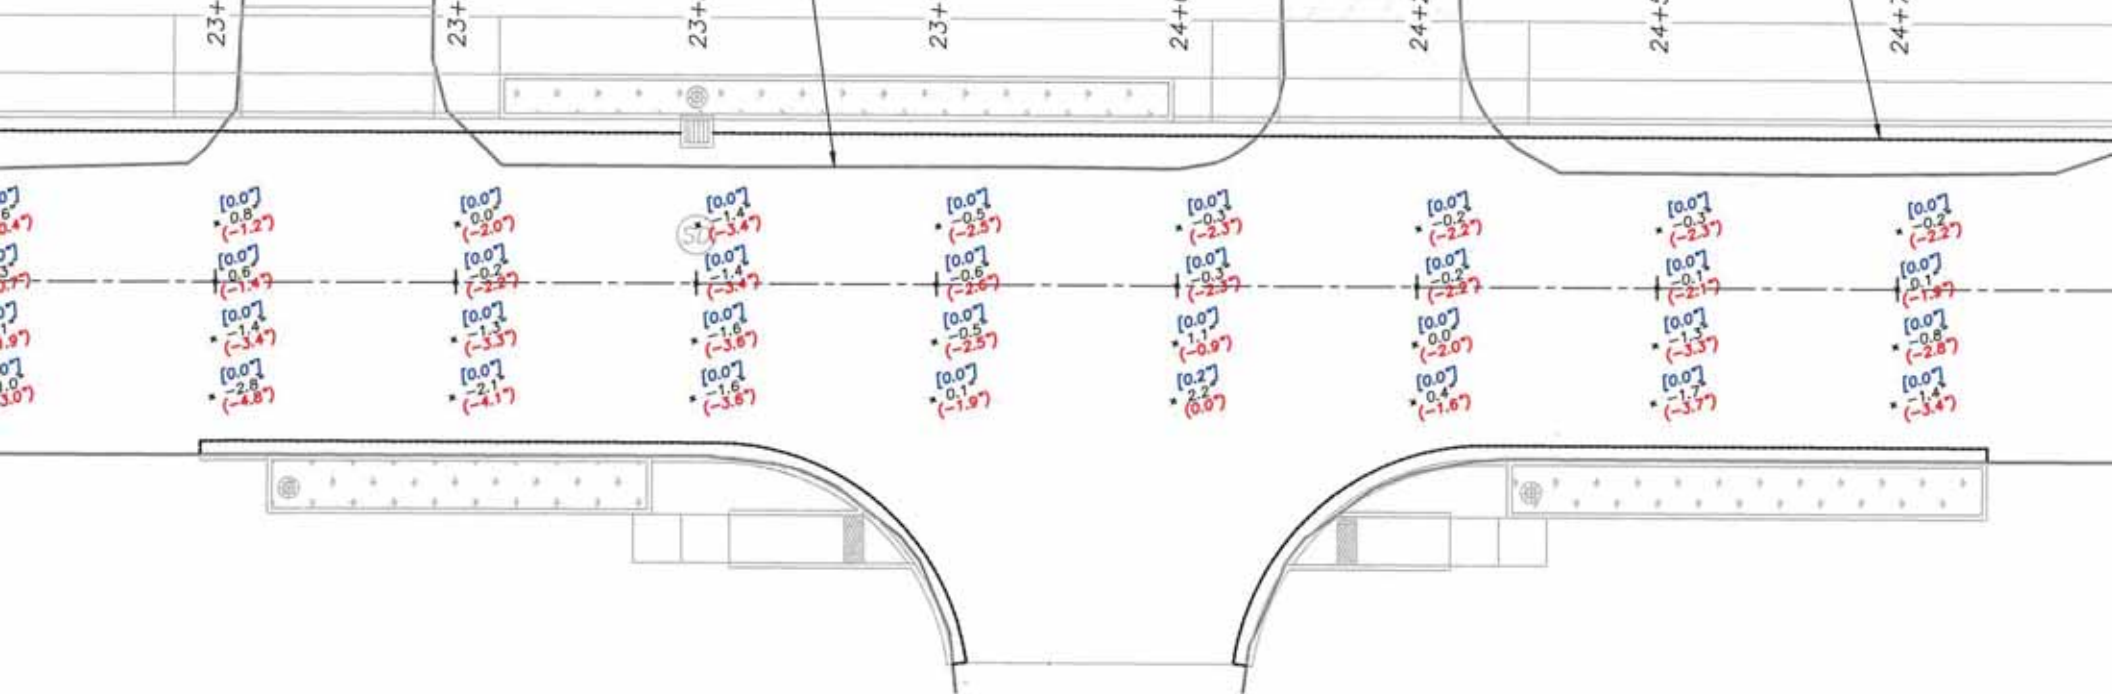 23+
23+
23+
23+
24+
24+2
24+5
24+7
[0.0"] [0.0"] [0.0"] [0.0"] [0.0"] [0.0"] [0.0"] [0.0"]
0.8" 0.0" -1.4" -0.5" -0.3" -0.2" -0.3" -0.2"
(-1.2") (-2.0") (-3.4") (-2.5") (-2.3") (-2.2") (-2.3") (-2.2")
[0.0"] [0.0"] [0.0"] [0.0"] [0.0"] [0.0"] [0.0"] [0.0"]
0.6" -0.2" -1.4" -0.6" -0.3" -0.2" -0.1" 0.1"
(-1.4") (-2.2") (-3.4") (-2.6") (-2.3") (-2.2") (-2.1") (-1.9")
[0.0"] [0.0"] [0.0"] [0.0"] [0.0"] [0.0"] [0.0"] [0.0"]
-1.4" -1.3" -1.6" -0.5" 1.1" 0.0" -1.3" -0.8"
(-3.4") (-3.3") (-3.6") (-2.5") (-0.9") (-2.0") (-3.3") (-2.8")
[0.0"] [0.0"] [0.0"] [0.0"] [0.2"] [0.0"] [0.0"] [0.0"]
-2.8" -2.1" -1.6" 0.1" 2.2" 0.4" -1.7" -1.4"
(-4.8") (-4.1") (-3.6") (-1.9") (0.0") (-1.6") (-3.7") (-3.4")